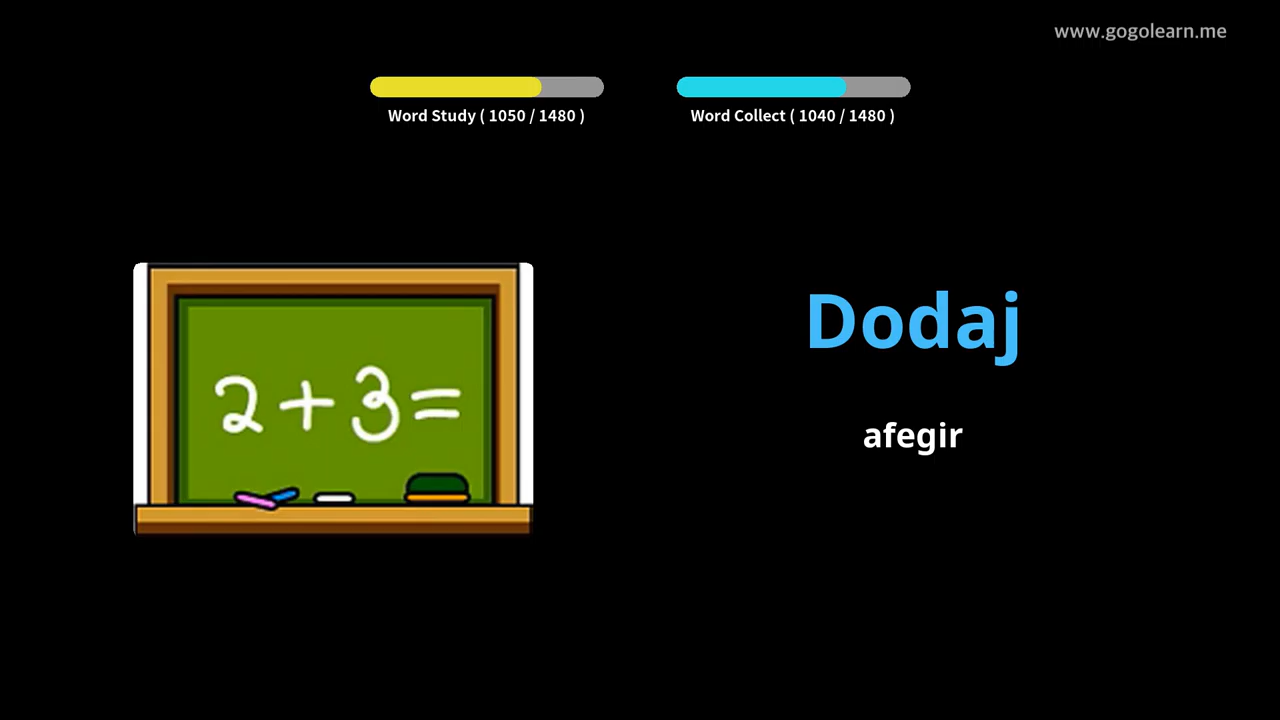 www.gogolearn.me
Word Study ( 1050 / 1480 )
Word Collect ( 1040 / 1480 )
2 + 3 =
Dodaj
afegir